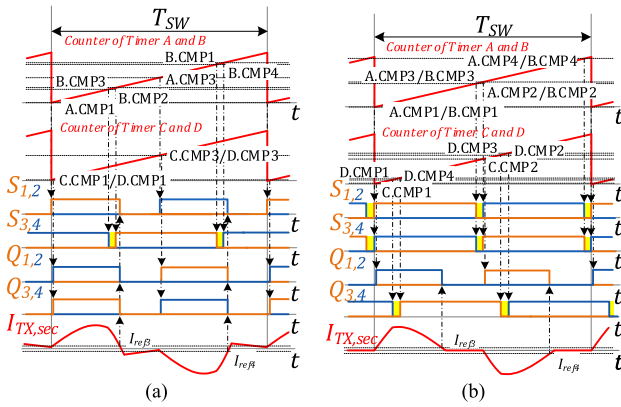 T_SW
Counter of Timer A and B
B.CMP1
B.CMP3
A.CMP3
B.CMP4
B.CMP2
A.CMP1
t
Counter of Timer C and D
C.CMP3/D.CMP3
C.CMP1/D.CMP1
t
S_1,2
t
S_3,4
t
Q_1,2
t
Q_3,4
t
I_TX,sec
I_ref3
I_ref4
t
(a)
T_SW
Counter of Timer A and B
A.CMP4/B.CMP4
A.CMP3/B.CMP3
A.CMP2/B.CMP2
A.CMP1/B.CMP1
t
Counter of Timer C and D
D.CMP3
D.CMP2
D.CMP1
D.CMP4
C.CMP2
C.CMP1
t
S_1,2
t
S_3,4
t
Q_1,2
t
Q_3,4
t
I_TX,sec
I_ref3
I_ref4
t
(b)